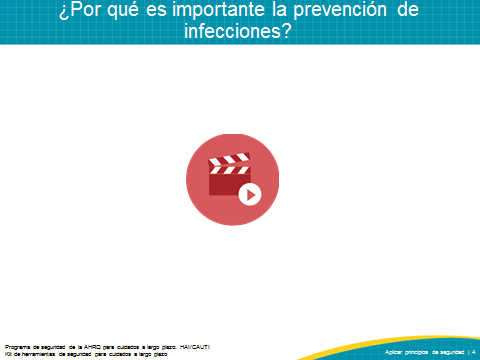 ¿Por qué es importante la prevención de
infecciones?
Programa de seguridad de la AHRQ para cuidados a largo plazo: HAI/CAUTI
Kit de herramientas de seguridad para cuidados a largo plazo
Aplicar principios de seguridad | 4